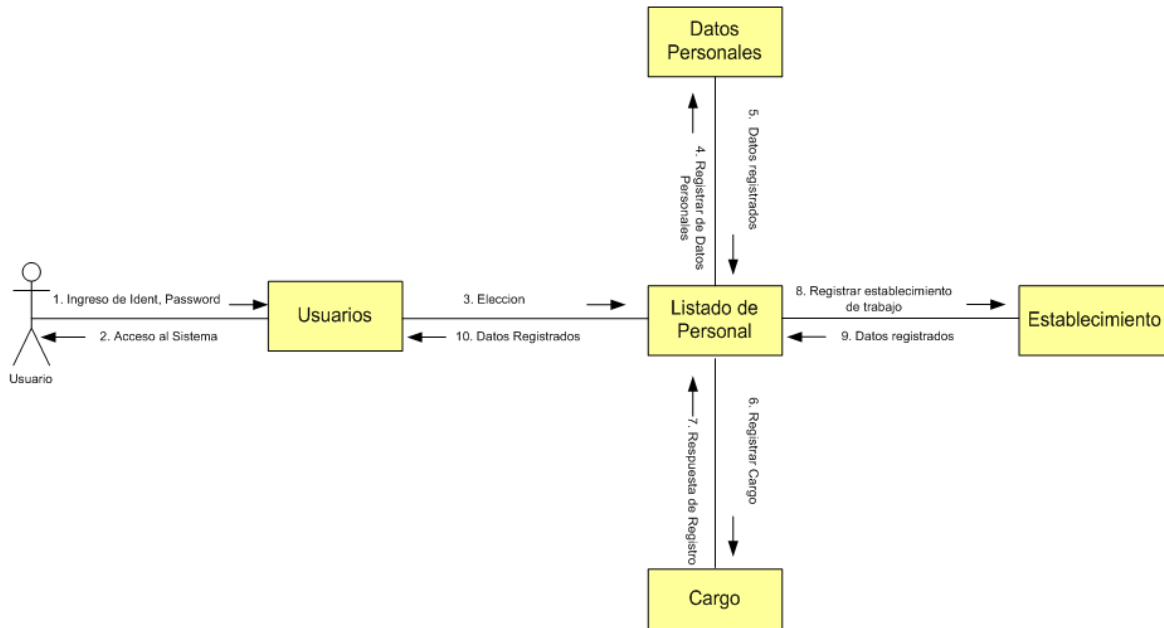 Datos
Personales
4. Registrar de Datos
Personales
5. Datos registrados
1. Ingreso de Ident, Password
2. Acceso al Sistema
Usuario
Usuarios
3. Eleccion
10. Datos Registrados
Listado de
Personal
8. Registrar establecimiento
de trabajo
9. Datos registrados
Establecimiento
7. Respuesta de Registro
6. Registrar Cargo
Cargo